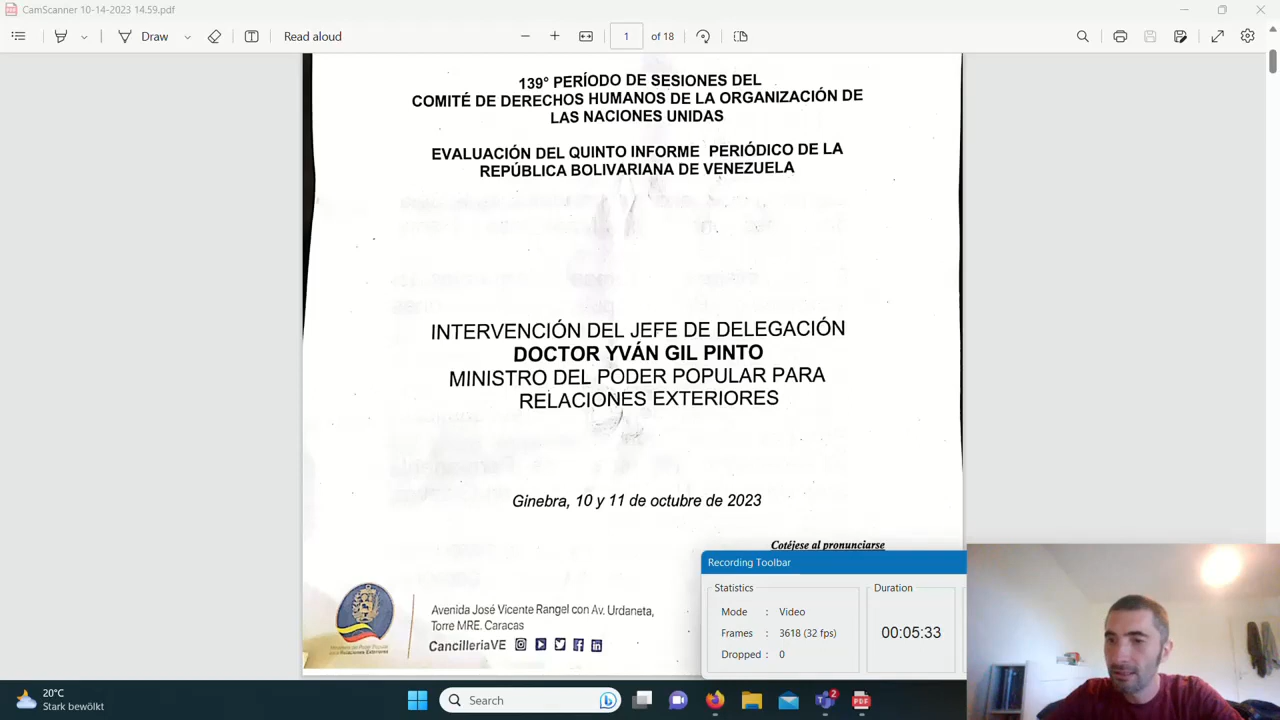 CamScanner 10-14-2023 14.59.pdf
Draw
Read aloud
1 of 18
139° PERÍODO DE SESIONES DEL
COMITÉ DE DERECHOS HUMANOS DE LA ORGANIZACIÓN DE
LAS NACIONES UNIDAS
EVALUACIÓN DEL QUINTO INFORME PERIÓDICO DE LA
REPÚBLICA BOLIVARIANA DE VENEZUELA
INTERVENCIÓN DEL JEFE DE DELEGACIÓN
DOCTOR YVÁN GIL PINTO
MINISTRO DEL PODER POPULAR PARA
RELACIONES EXTERIORES
Ginebra, 10 y 11 de octubre de 2023
Cotéjese al pronunciarse
Avenida José Vicente Rangel con Av. Urdaneta,
Torre MRE. Caracas
CancilleriaVE
Recording Toolbar
Statistics
Mode : Video
Frames : 3618 (32 fps)
Dropped : 0
Duration
00:05:33
20°C
Stark bewölkt
Search
2
PDF